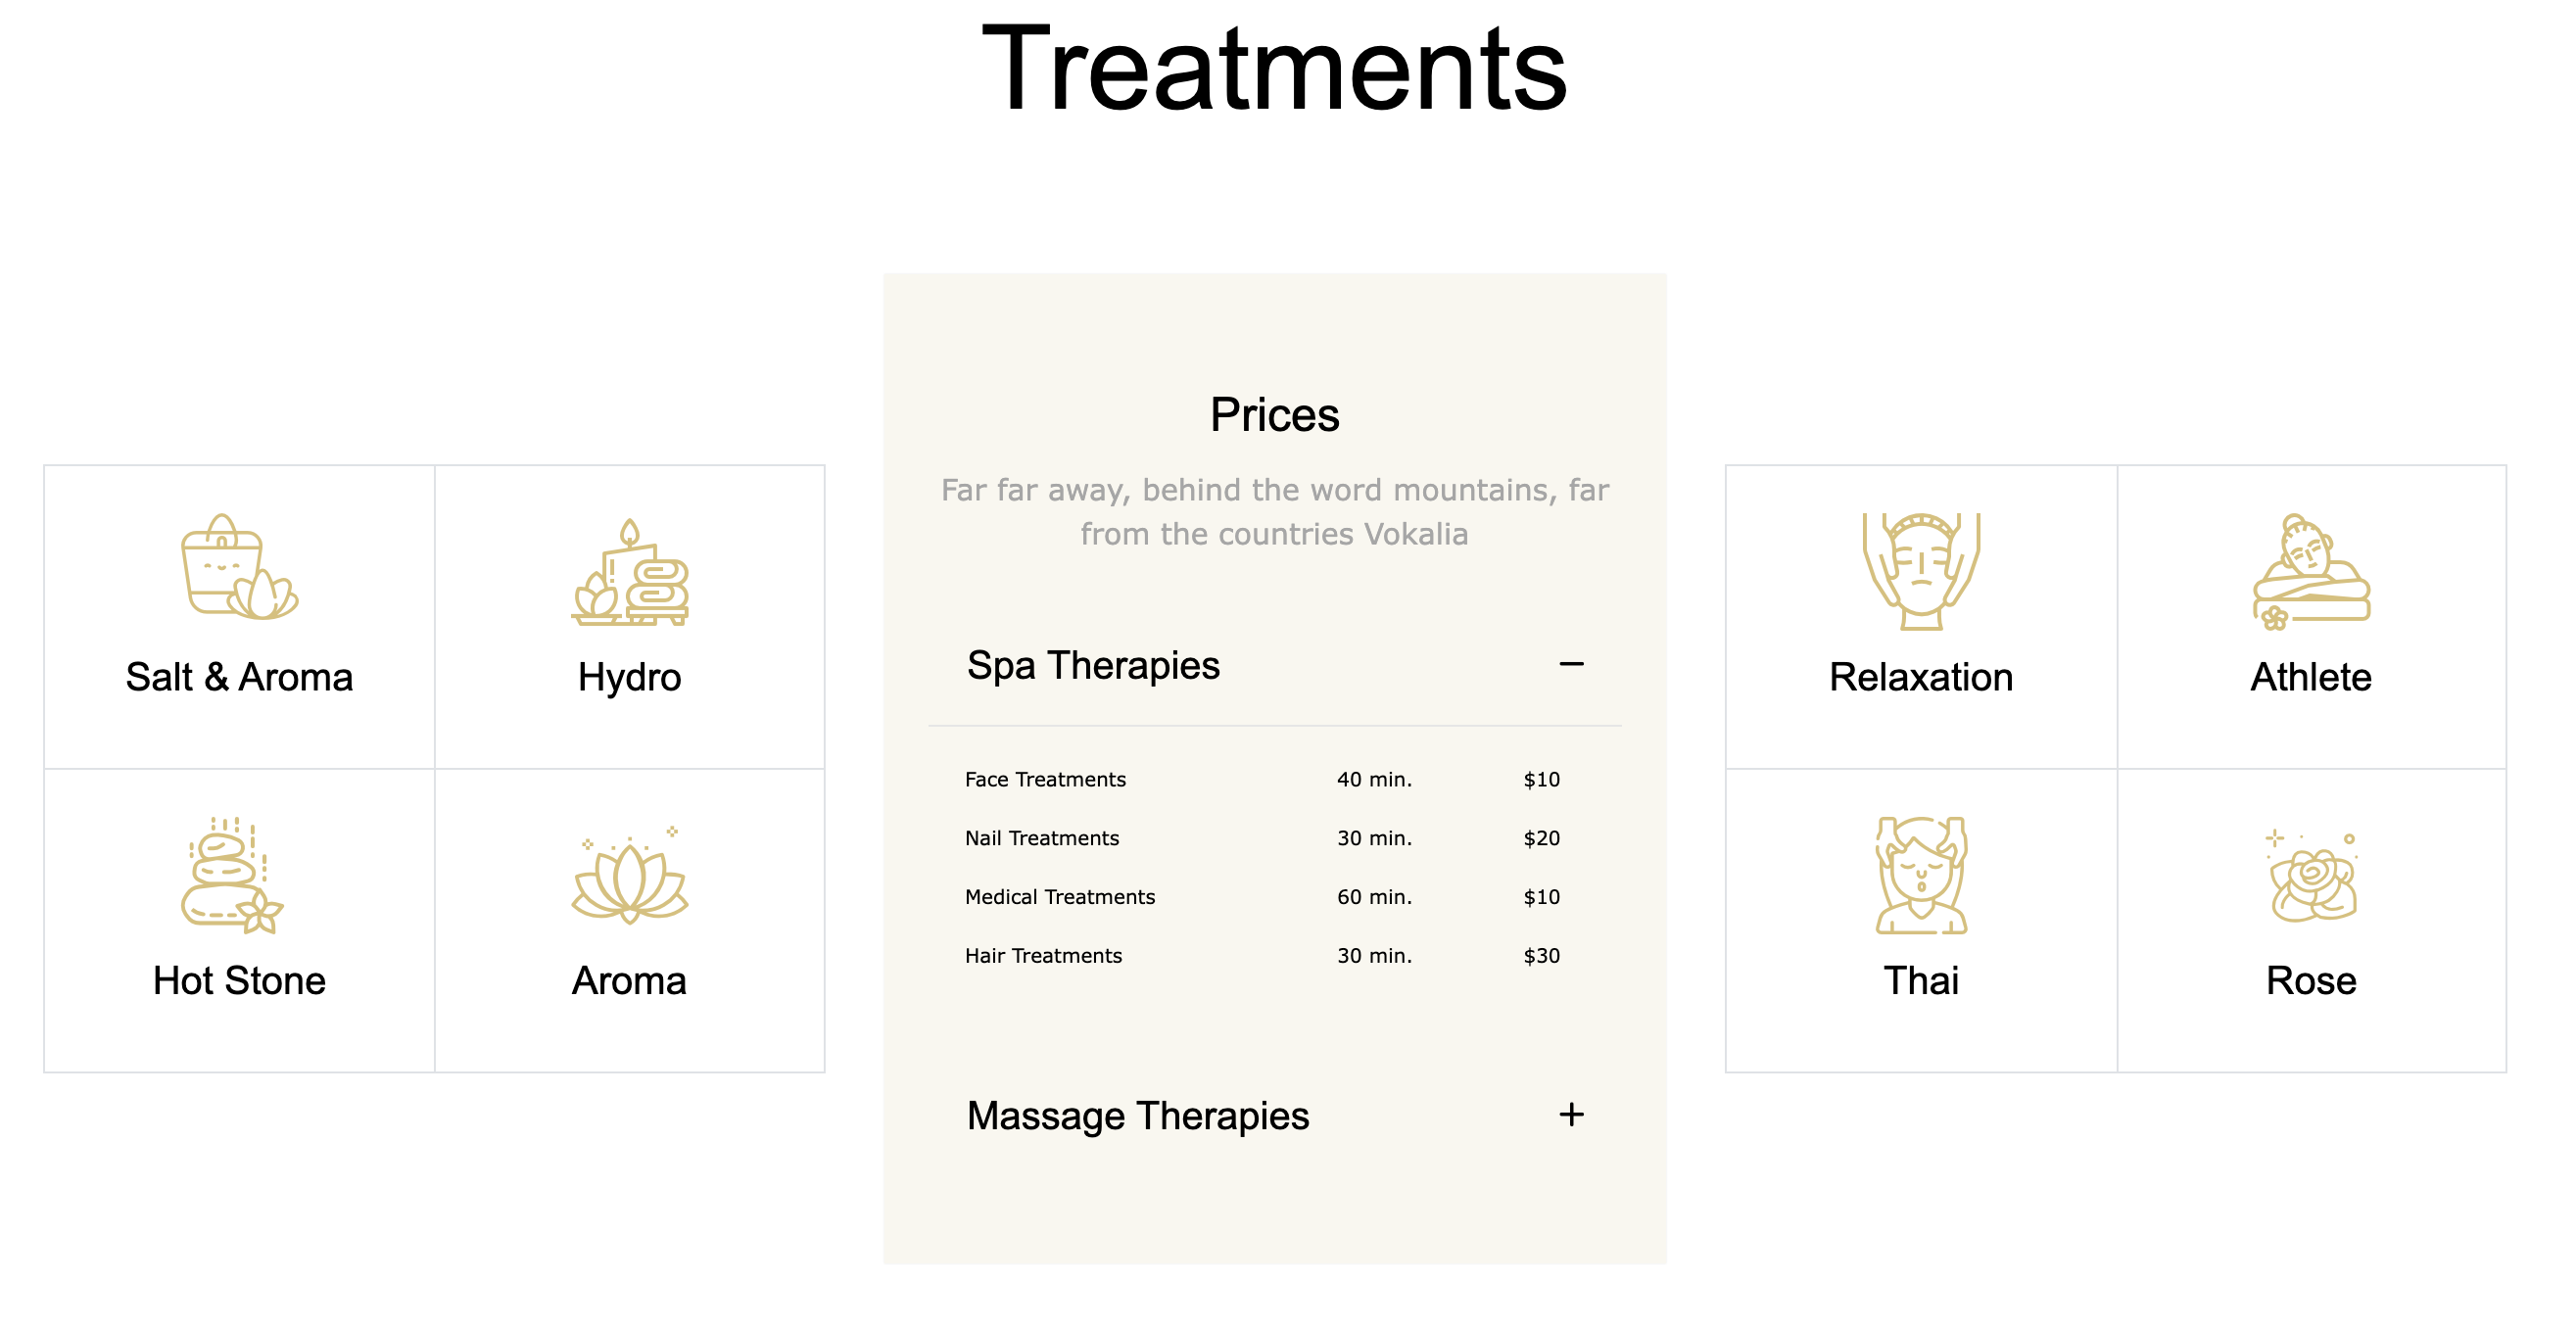 Treatments
Salt & Aroma
Hydro
Hot Stone
Aroma
Prices
Far far away, behind the word mountains, far
from the countries Vokalia
Spa Therapies −
Face Treatments 40 min. $10
Nail Treatments 30 min. $20
Medical Treatments 60 min. $10
Hair Treatments 30 min. $30
Massage Therapies +
Relaxation
Athlete
Thai
Rose